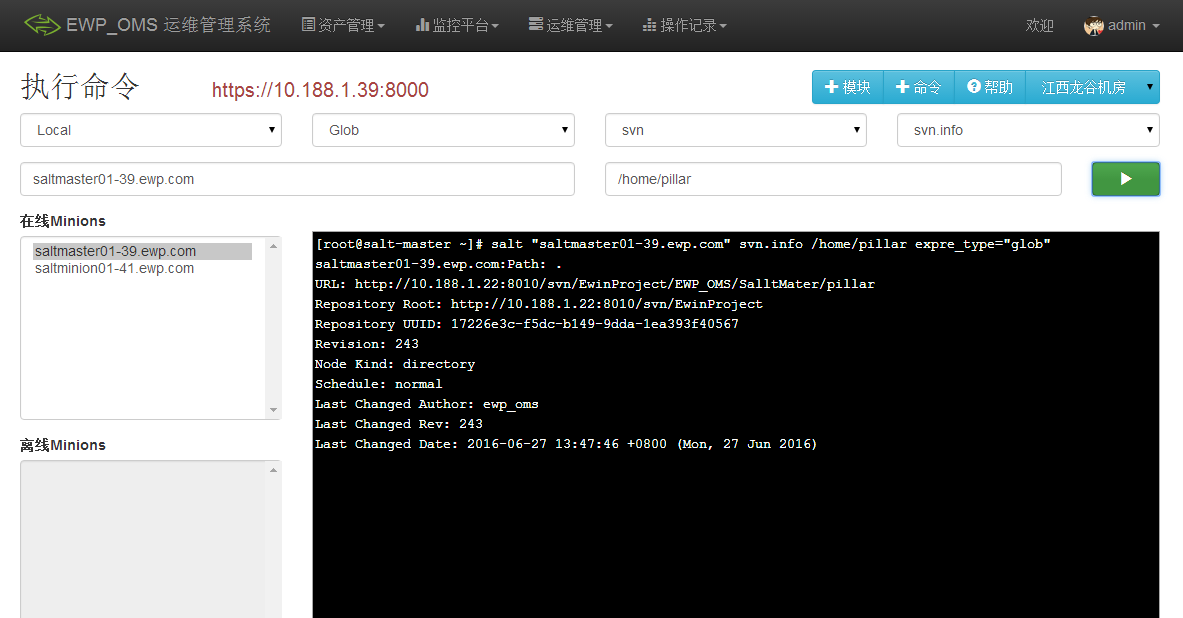 EWP_OMS 运维管理系统 资产管理 监控平台 运维管理 操作记录 欢迎 admin
执行命令 https://10.188.1.39:8000 模块 命令 帮助 江西龙谷机房
Local Glob svn svn.info
saltmaster01-39.ewp.com /home/pillar
在线Minions
saltmaster01-39.ewp.com
saltminion01-41.ewp.com
离线Minions
[root@salt-master ~]# salt "saltmaster01-39.ewp.com" svn.info /home/pillar expre_type="glob"
saltmaster01-39.ewp.com:Path: .
URL: http://10.188.1.22:8010/svn/EwinProject/EWP_OMS/SalltMater/pillar
Repository Root: http://10.188.1.22:8010/svn/EwinProject
Repository UUID: 17226e3c-f5dc-b149-9dda-1ea393f40567
Revision: 243
Node Kind: directory
Schedule: normal
Last Changed Author: ewp_oms
Last Changed Rev: 243
Last Changed Date: 2016-06-27 13:47:46 +0800 (Mon, 27 Jun 2016)